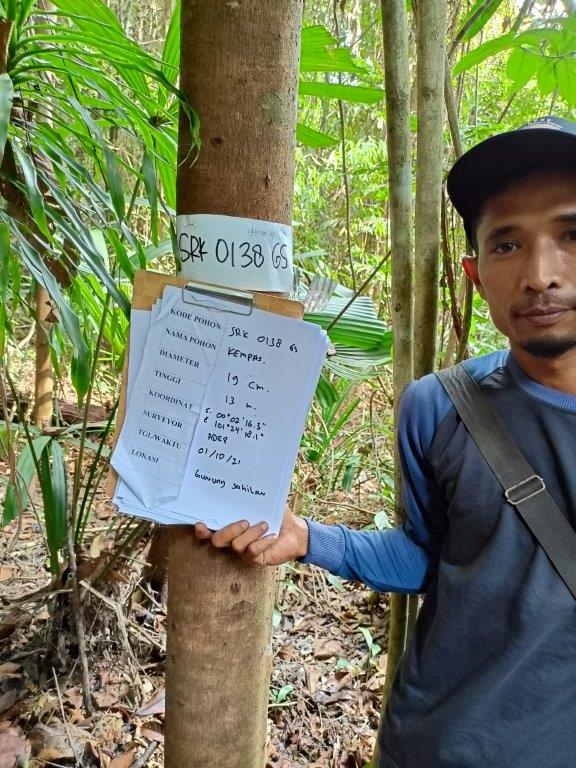 SRK 0138 GS
KODE POHON SRK 0138 GS
NAMA POHON KEMPAS.
DIAMETER 19 cm.
TINGGI 13 m.
KOORDINAT S. 00°02'16.3"
E 101°24'18.1"
SURVEYOR ADEP
TGL/WAKTU 01/10/21
LOKASI Gunung Sahilan